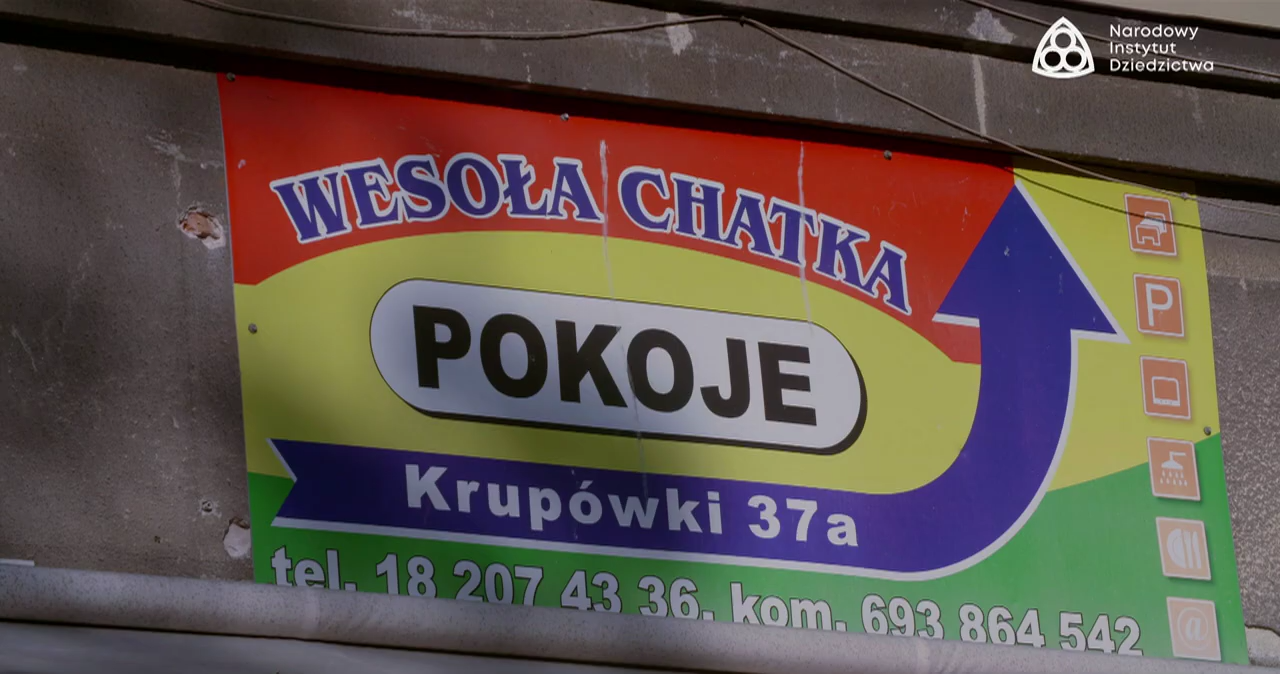 Narodowy
Instytut
Dziedzictwa
WESOŁA CHATKA
POKOJE
Krupówki 37a
tel. 18 207 43 36, kom. 693 864 542
P
@